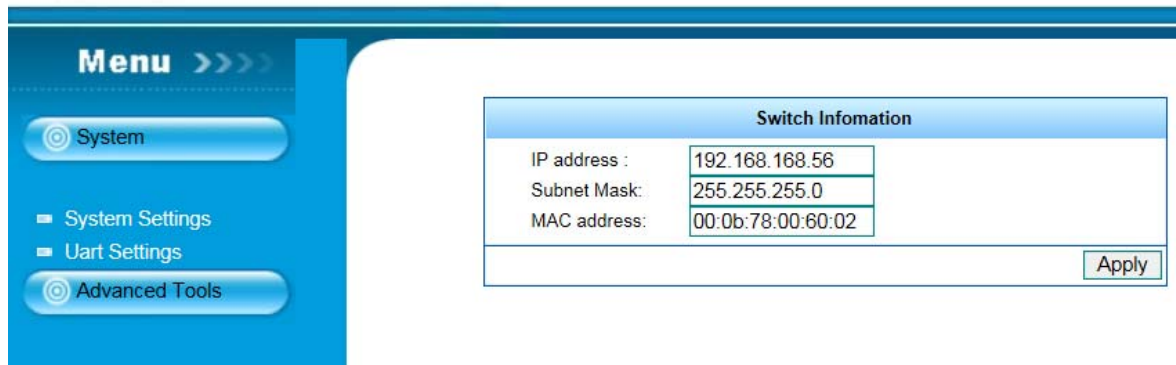 Menu
System
System Settings
Uart Settings
Advanced Tools
Switch Infomation
IP address : 192.168.168.56
Subnet Mask: 255.255.255.0
MAC address: 00:0b:78:00:60:02
Apply